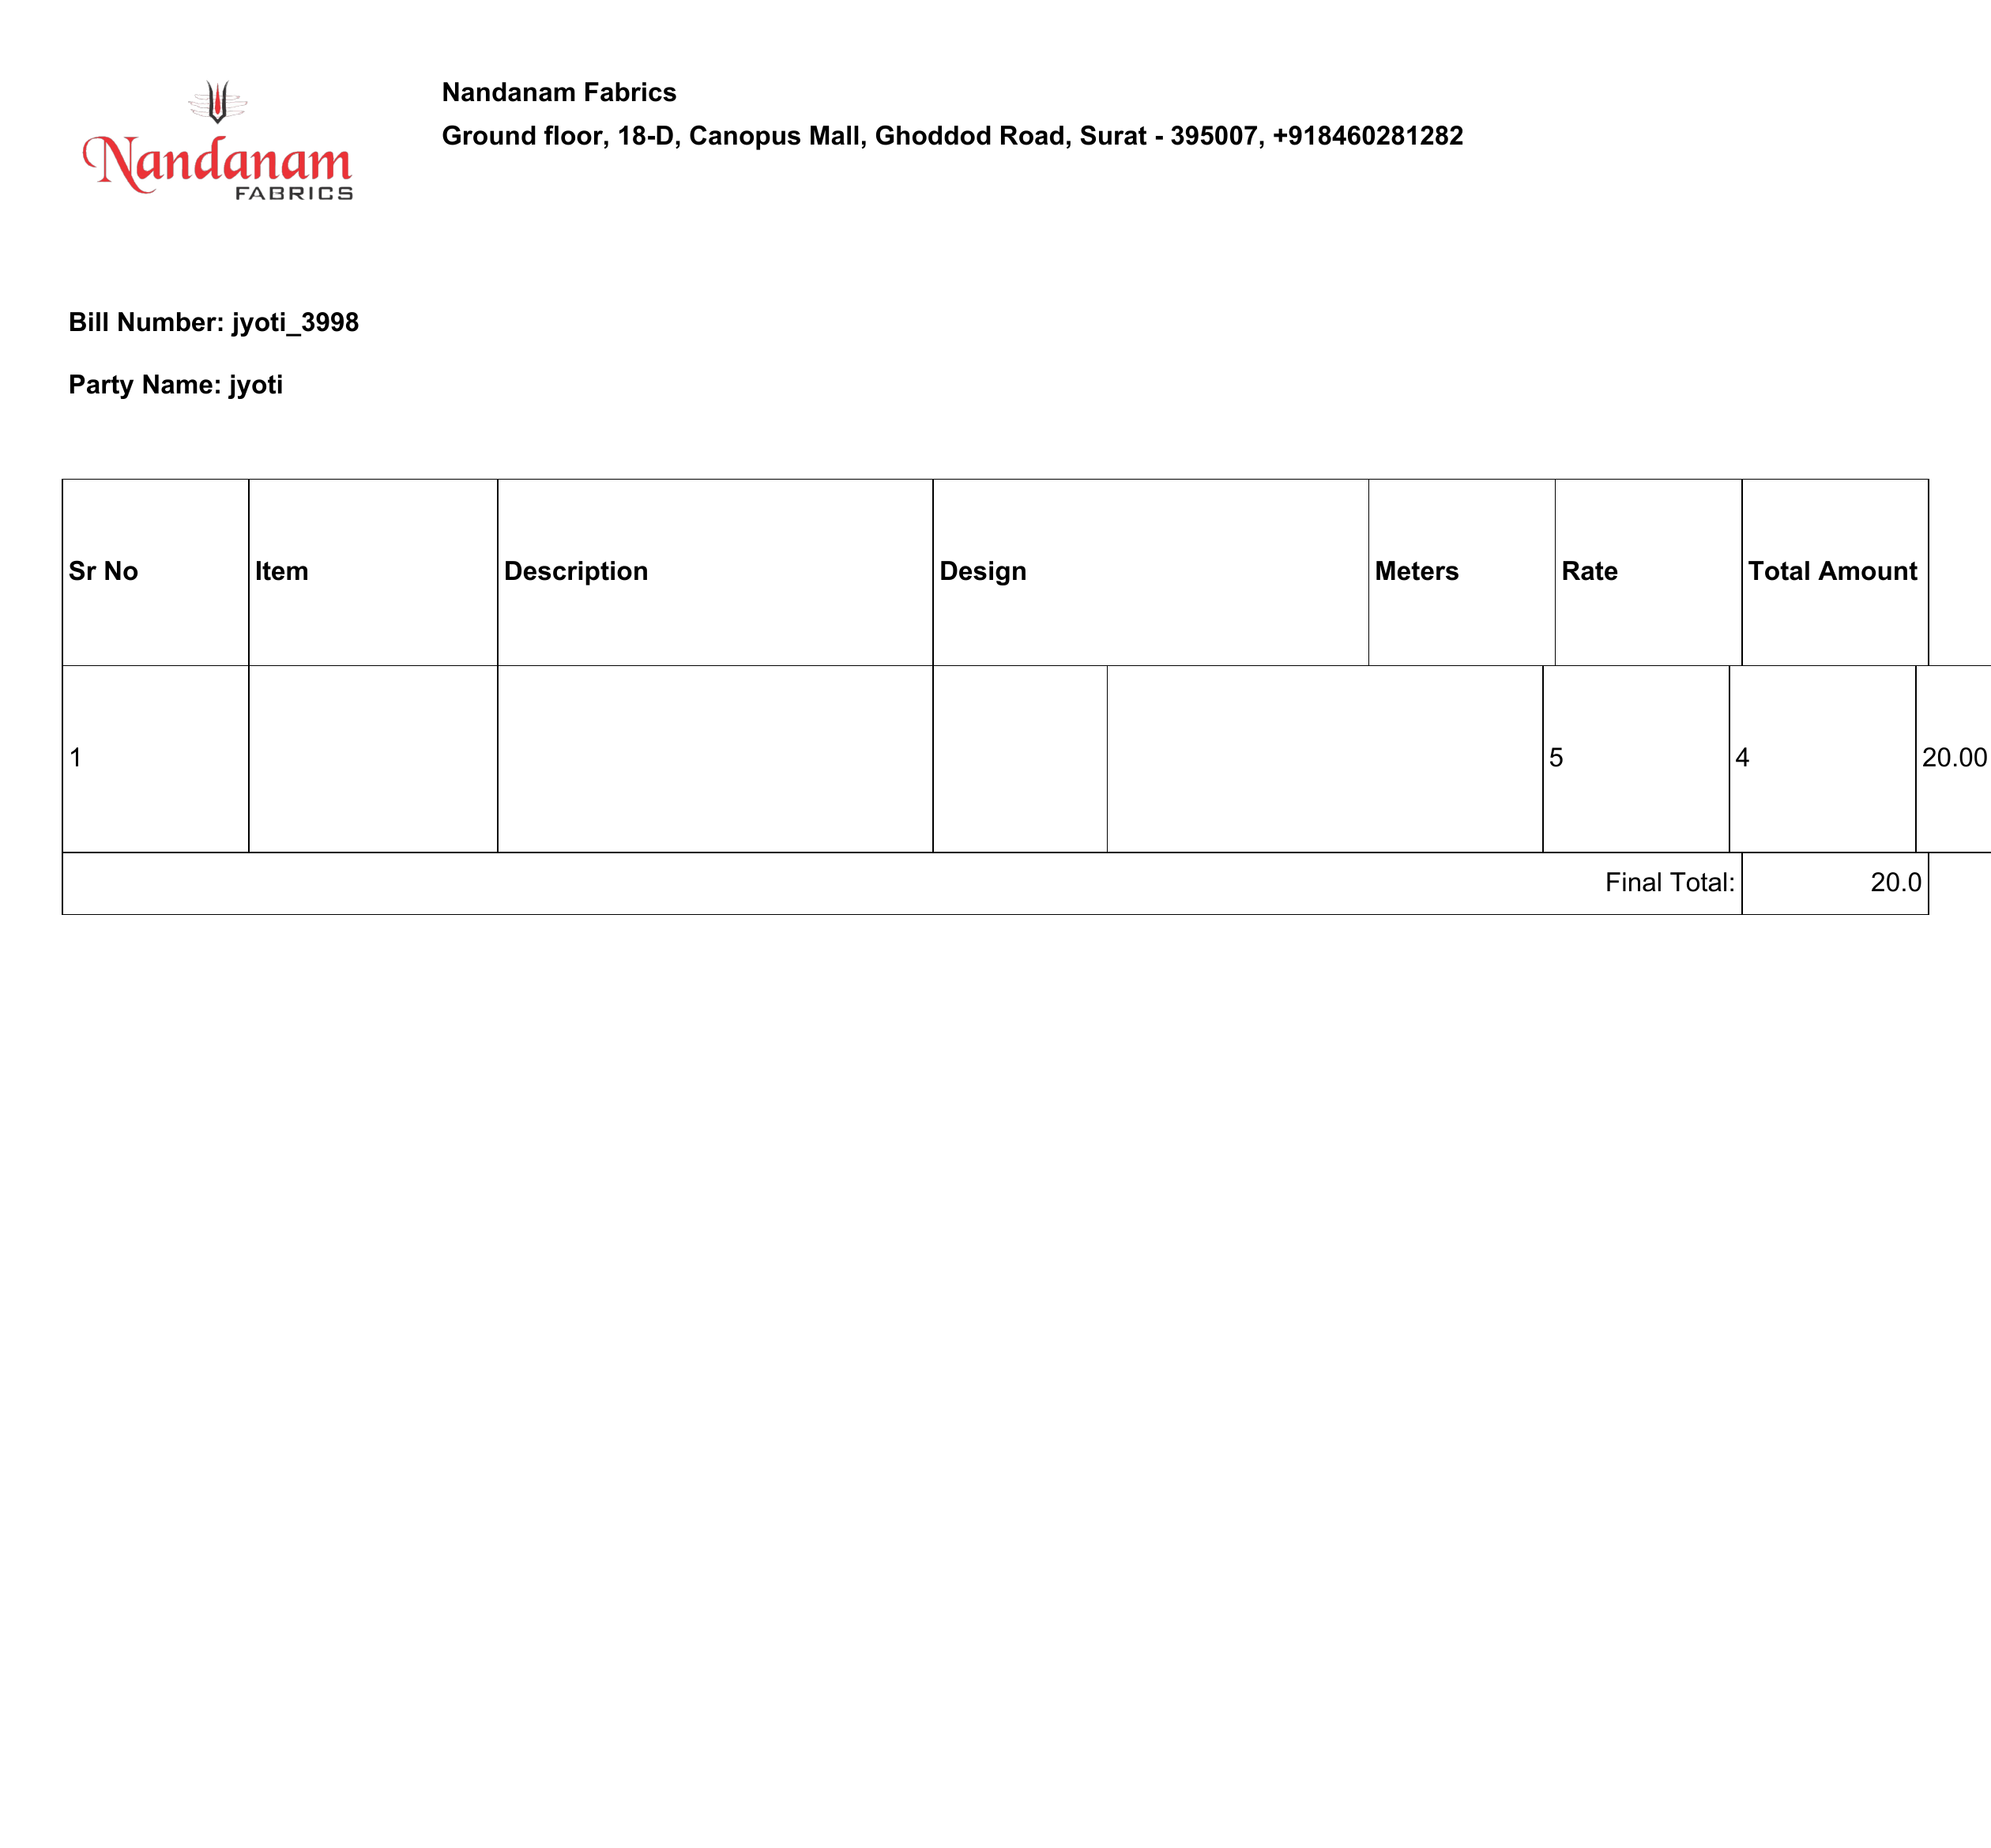 Nandanam
FABRICS
Nandanam Fabrics
Ground floor, 18-D, Canopus Mall, Ghoddod Road, Surat - 395007, +918460281282
Bill Number: jyoti_3998
Party Name: jyoti
Sr No Item Description Design Meters Rate Total Amount
1 5 4 20.00
Final Total: 20.0